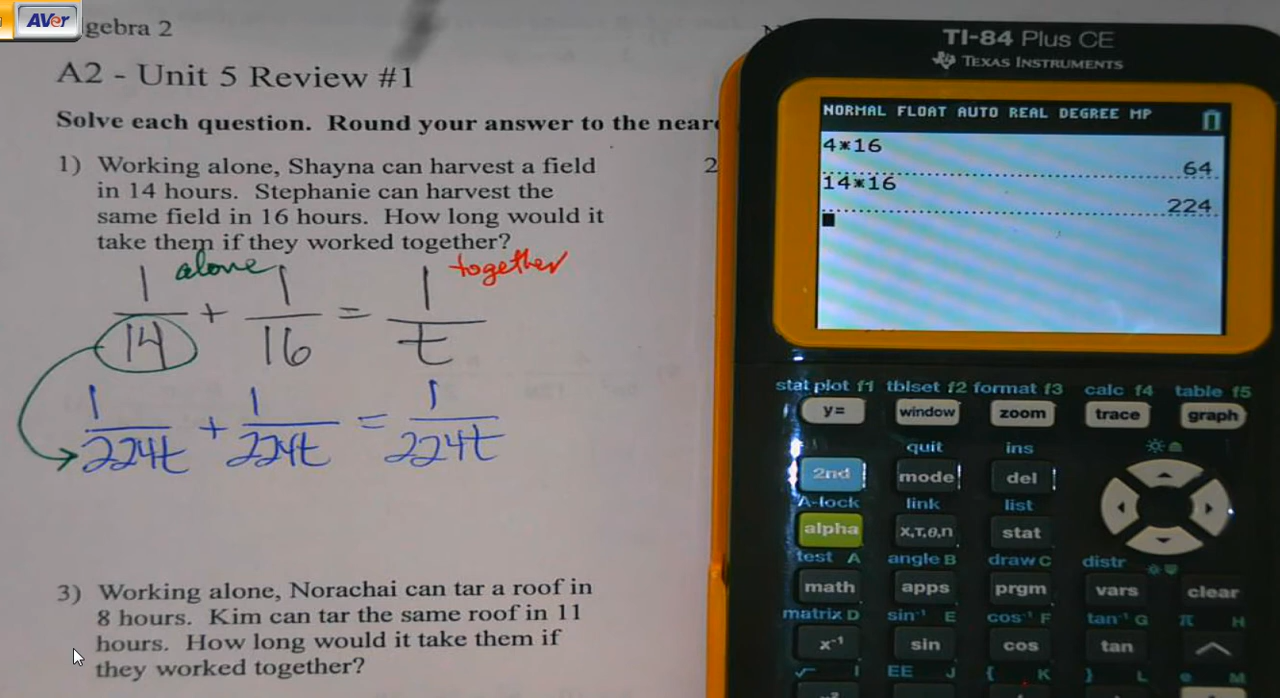 AVer
gebra 2
A2 - Unit 5 Review #1
Solve each question. Round your answer to the neare
1) Working alone, Shayna can harvest a field
in 14 hours. Stephanie can harvest the
same field in 16 hours. How long would it
take them if they worked together?
alone together
1/14 + 1/16 = 1/t
1/224t + 1/224t = 1/224t
3) Working alone, Norachai can tar a roof in
8 hours. Kim can tar the same roof in 11
hours. How long would it take them if
they worked together?
2
TI-84 Plus CE
TEXAS INSTRUMENTS
NORMAL FLOAT AUTO REAL DEGREE MP
4*16
64
14*16
224
stat plot f1 tblset f2 format f3 calc f4 table f5
y= window zoom trace graph
quit ins
2nd mode del
A-lock link list
alpha X,T,θ,n stat
test A angle B draw C distr
math apps prgm vars clear
matrix D sin⁻¹ E cos⁻¹ F tan⁻¹ G π H
x⁻¹ sin cos tan ^
√ I EE J { K } L e M